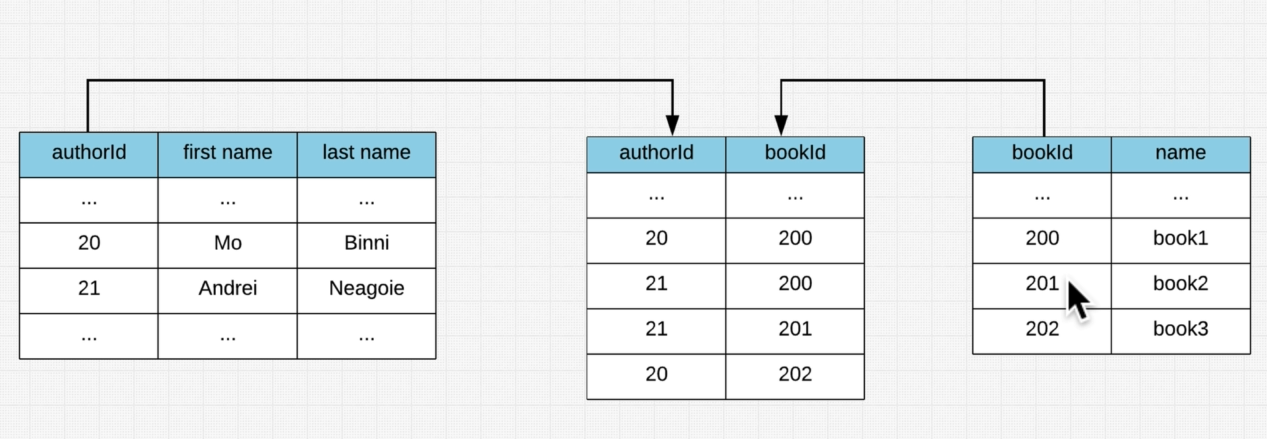 authorId first name last name
... ... ...
20 Mo Binni
21 Andrei Neagoie
... ... ...
authorId bookId
... ...
20 200
21 200
21 201
20 202
bookId name
... ...
200 book1
201 book2
202 book3